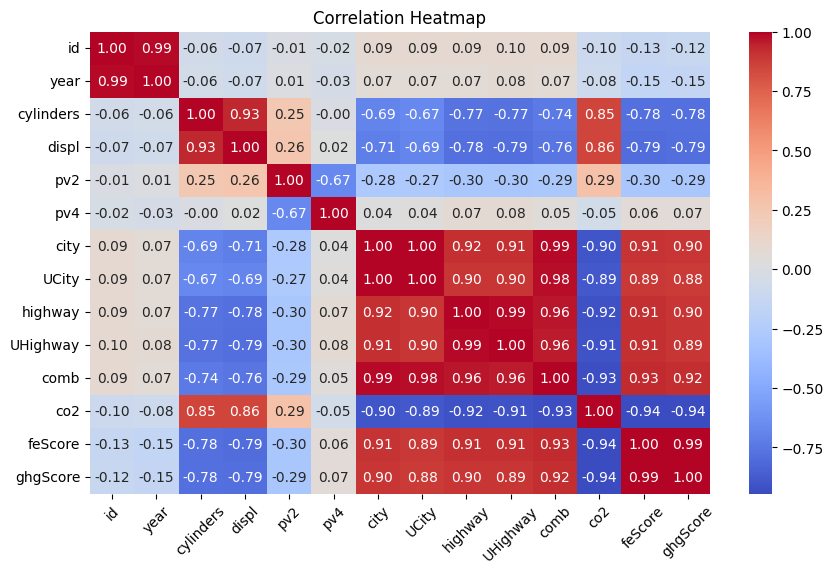 Correlation Heatmap
id 1.00 0.99 -0.06 -0.07 -0.01 -0.02 0.09 0.09 0.09 0.10 0.09 -0.10 -0.13 -0.12
year 0.99 1.00 -0.06 -0.07 0.01 -0.03 0.07 0.07 0.07 0.08 0.07 -0.08 -0.15 -0.15
cylinders -0.06 -0.06 1.00 0.93 0.25 -0.00 -0.69 -0.67 -0.77 -0.77 -0.74 0.85 -0.78 -0.78
displ -0.07 -0.07 0.93 1.00 0.26 0.02 -0.71 -0.69 -0.78 -0.79 -0.76 0.86 -0.79 -0.79
pv2 -0.01 0.01 0.25 0.26 1.00 -0.67 -0.28 -0.27 -0.30 -0.30 -0.29 0.29 -0.30 -0.29
pv4 -0.02 -0.03 -0.00 0.02 -0.67 1.00 0.04 0.04 0.07 0.08 0.05 -0.05 0.06 0.07
city 0.09 0.07 -0.69 -0.71 -0.28 0.04 1.00 1.00 0.92 0.91 0.99 -0.90 0.91 0.90
UCity 0.09 0.07 -0.67 -0.69 -0.27 0.04 1.00 1.00 0.90 0.90 0.98 -0.89 0.89 0.88
highway 0.09 0.07 -0.77 -0.78 -0.30 0.07 0.92 0.90 1.00 0.99 0.96 -0.92 0.91 0.90
UHighway 0.10 0.08 -0.77 -0.79 -0.30 0.08 0.91 0.90 0.99 1.00 0.96 -0.91 0.91 0.89
comb 0.09 0.07 -0.74 -0.76 -0.29 0.05 0.99 0.98 0.96 0.96 1.00 -0.93 0.93 0.92
co2 -0.10 -0.08 0.85 0.86 0.29 -0.05 -0.90 -0.89 -0.92 -0.91 -0.93 1.00 -0.94 -0.94
feScore -0.13 -0.15 -0.78 -0.79 -0.30 0.06 0.91 0.89 0.91 0.91 0.93 -0.94 1.00 0.99
ghgScore -0.12 -0.15 -0.78 -0.79 -0.29 0.07 0.90 0.88 0.90 0.89 0.92 -0.94 0.99 1.00
id year cylinders displ pv2 pv4 city UCity highway UHighway comb co2 feScore ghgScore
1.00
0.75
0.50
0.25
0.00
−0.25
−0.50
−0.75